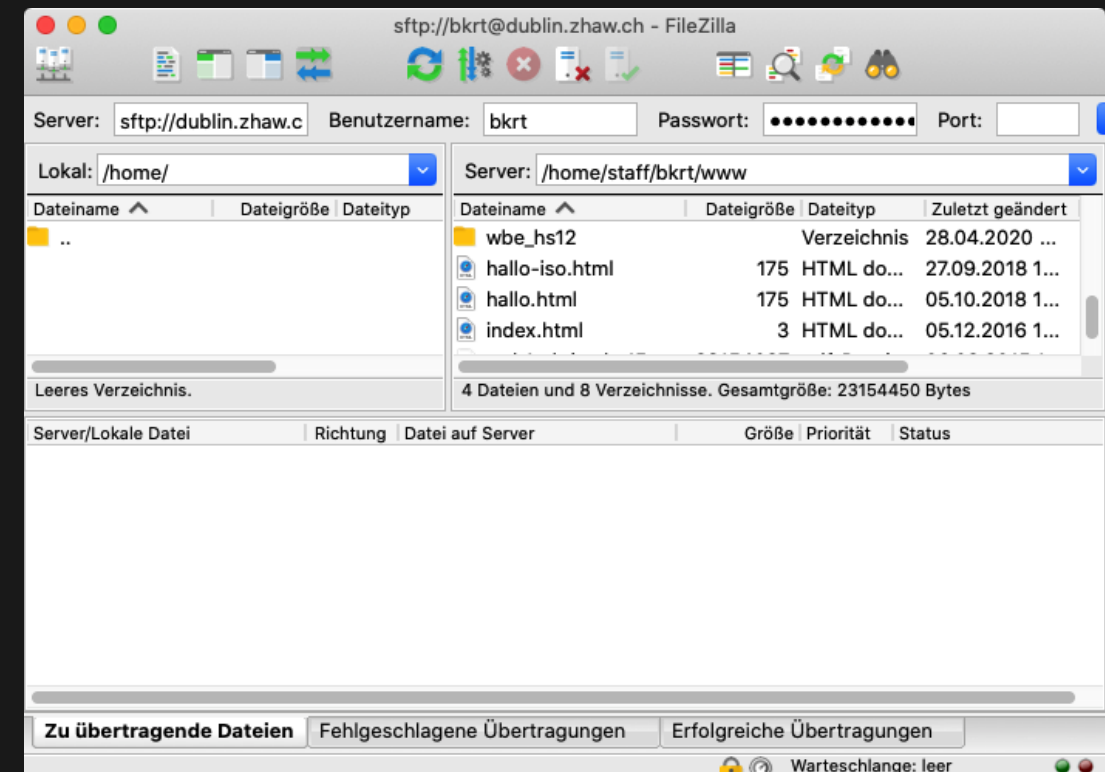 sftp://bkrt@dublin.zhaw.ch - FileZilla
Server: sftp://dublin.zhaw.c Benutzername: bkrt Passwort: ●●●●●●●●●●●● Port:
Lokal: /home/
Dateiname Dateigröße Dateityp
..
Leeres Verzeichnis.
Server: /home/staff/bkrt/www
Dateiname Dateigröße Dateityp Zuletzt geändert
wbe_hs12 Verzeichnis 28.04.2020 ...
hallo-iso.html 175 HTML do... 27.09.2018 1...
hallo.html 175 HTML do... 05.10.2018 1...
index.html 3 HTML do... 05.12.2016 1...
4 Dateien und 8 Verzeichnisse. Gesamtgröße: 23154450 Bytes
Server/Lokale Datei Richtung Datei auf Server Größe Priorität Status
Zu übertragende Dateien Fehlgeschlagene Übertragungen Erfolgreiche Übertragungen
Warteschlange: leer